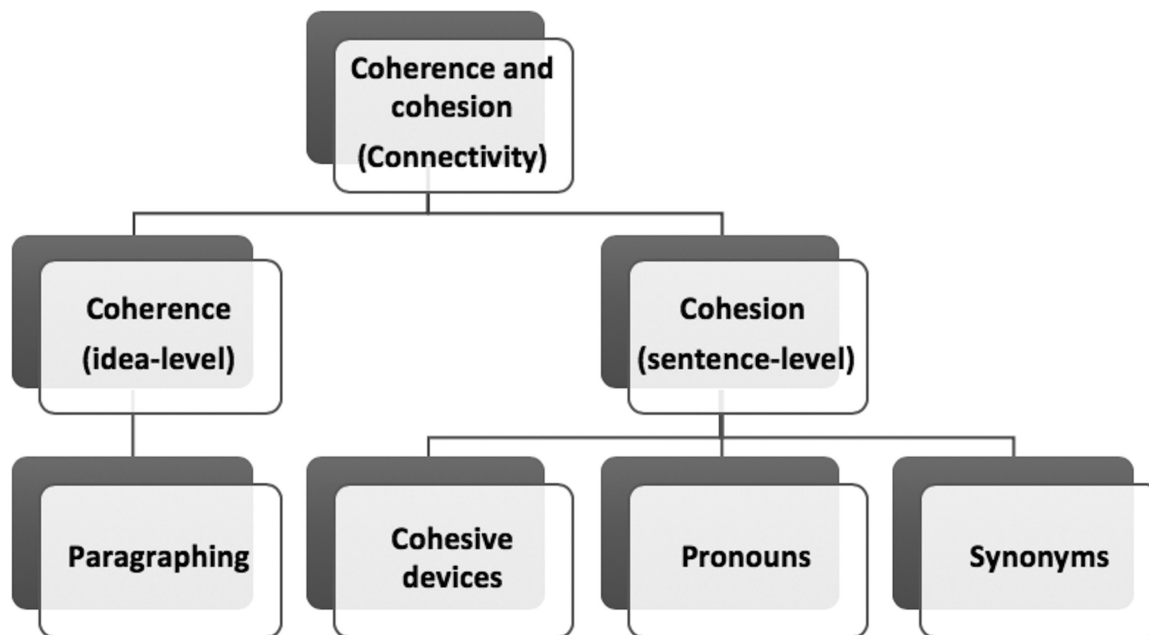 Coherence and
cohesion
(Connectivity)
Coherence
(idea-level)
Cohesion
(sentence-level)
Paragraphing
Cohesive
devices
Pronouns
Synonyms